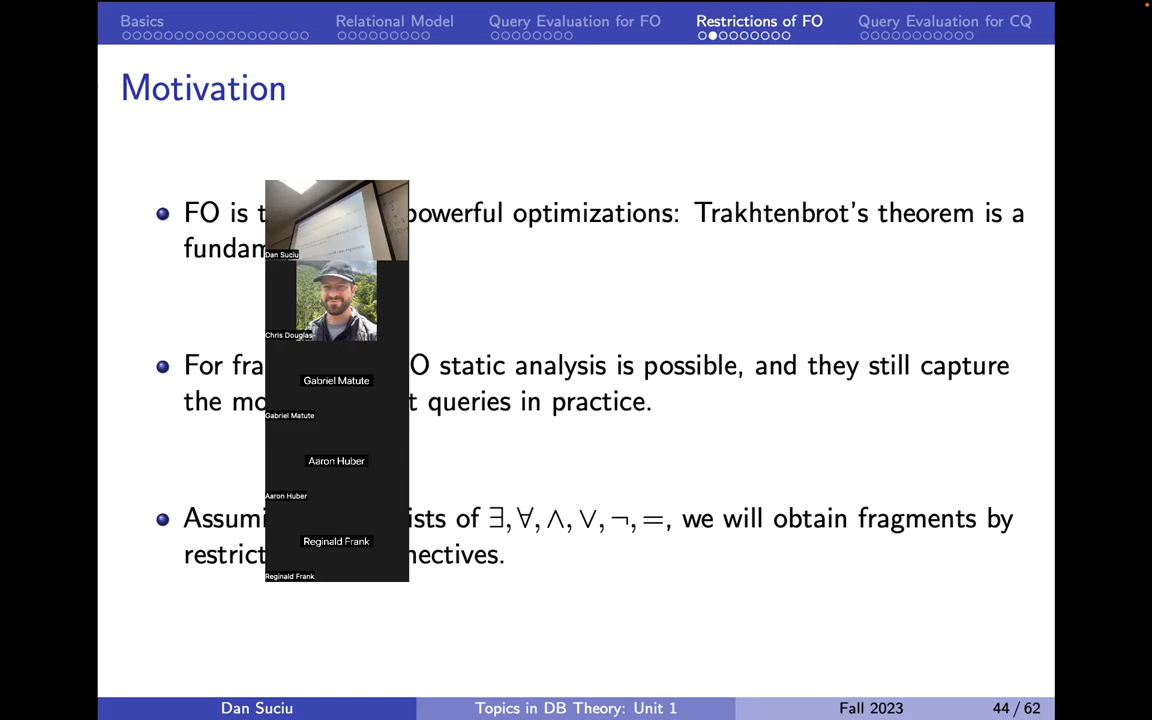 Basics Relational Model Query Evaluation for FO Restrictions of FO Query Evaluation for CQ
Motivation
FO is t powerful optimizations: Trakhtenbrot's theorem is a
fundam
Dan Suciu
Chris Douglas
For fra O static analysis is possible, and they still capture
Gabriel Matute
the mo t queries in practice.
Gabriel Matute
Aaron Huber
Aaron Huber
Assumi ists of ∃, ∀, ∧, ∨, ¬, =, we will obtain fragments by
Reginald Frank
restrict nectives.
Reginald Frank
Dan Suciu Topics in DB Theory: Unit 1 Fall 2023 44 / 62